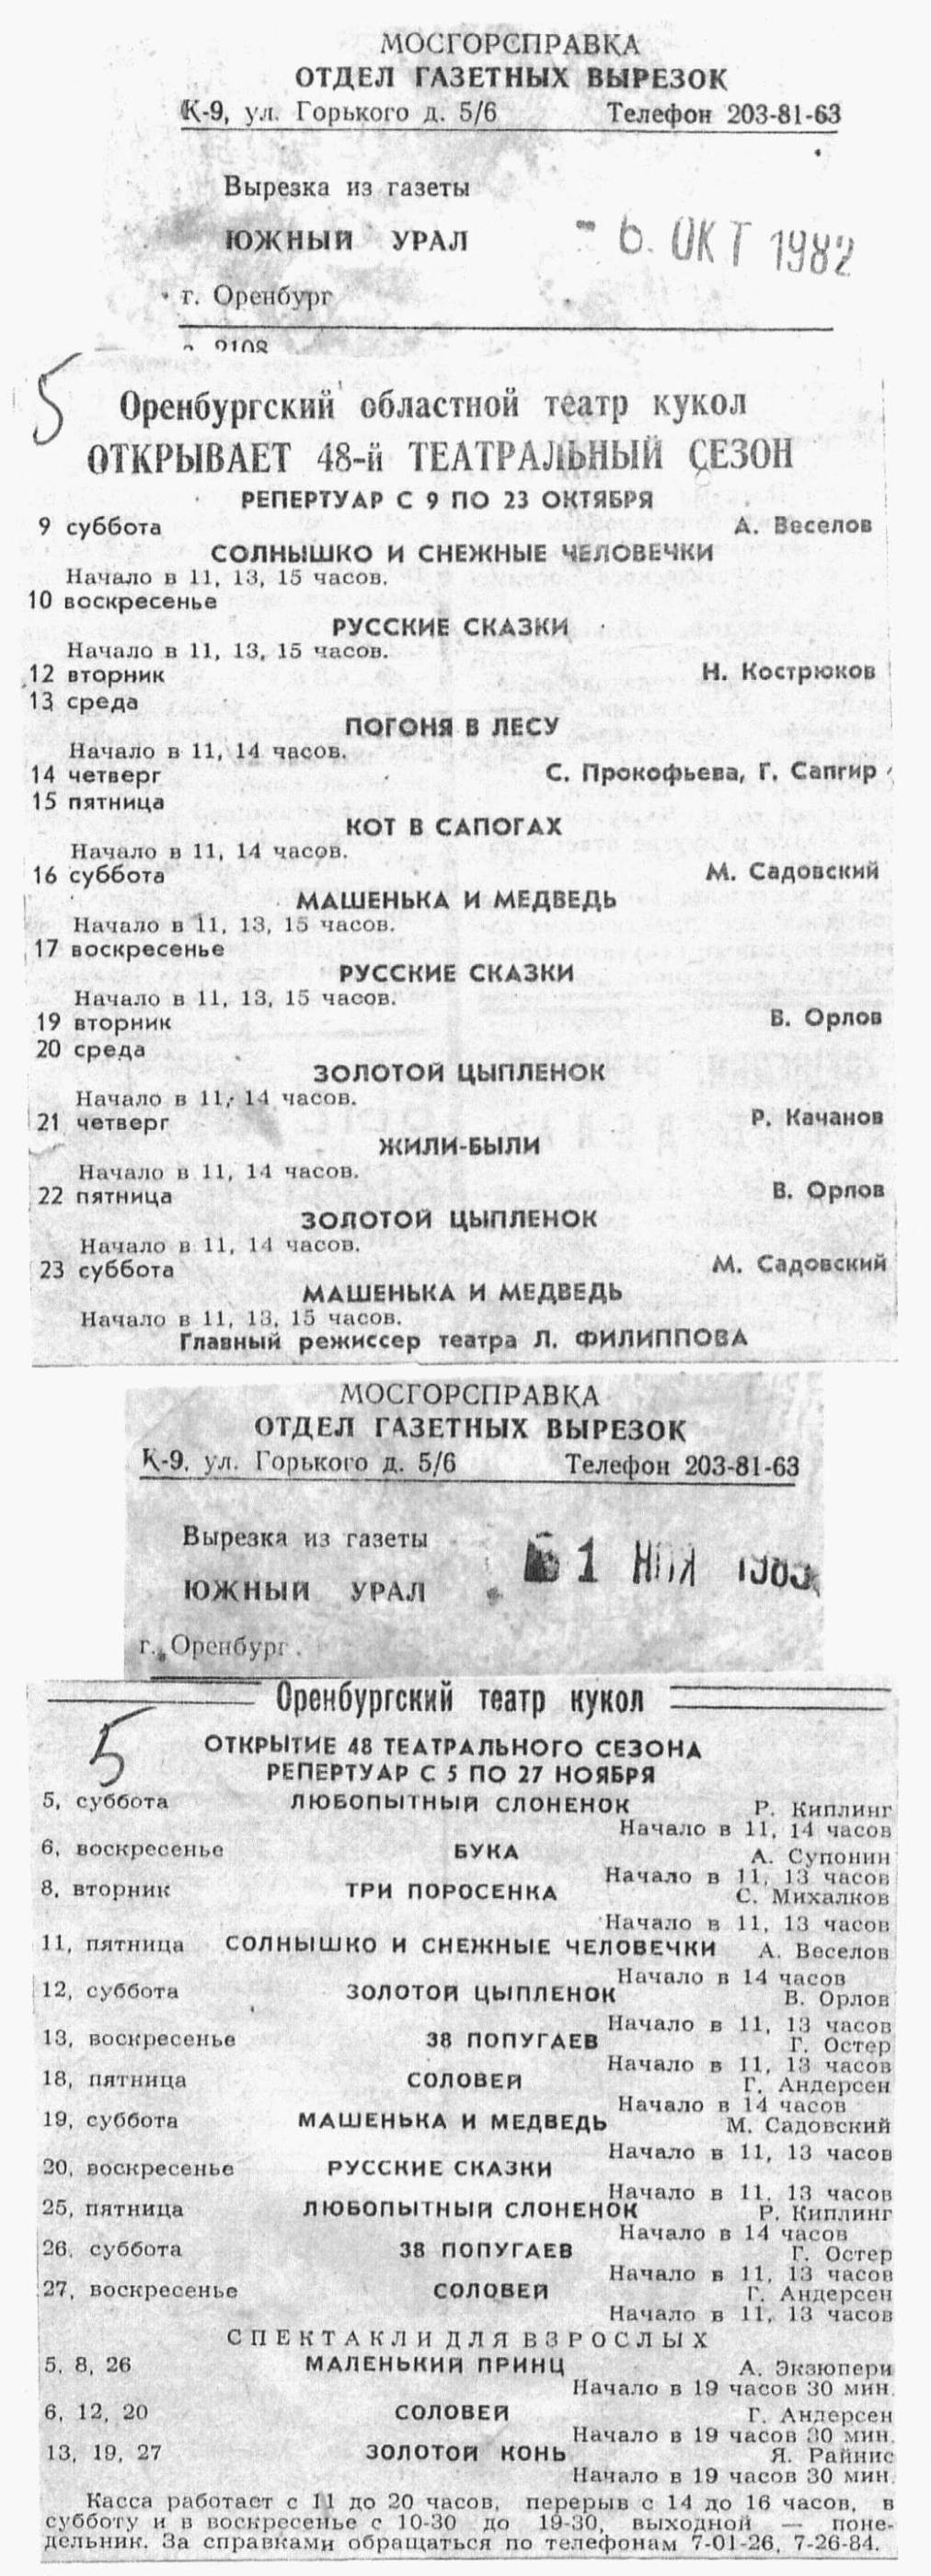 МОСГОРСПРАВКА
ОТДЕЛ ГАЗЕТНЫХ ВЫРЕЗОК
К-9, ул. Горького д. 5/6 Телефон 203-81-63
Вырезка из газеты
ЮЖНЫЙ УРАЛ
- 6. ОКТ 1982
г. Оренбург
5
Оренбургский областной театр кукол
ОТКРЫВАЕТ 48-й ТЕАТРАЛЬНЫЙ СЕЗОН
РЕПЕРТУАР С 9 ПО 23 ОКТЯБРЯ
9 суббота А. Веселов
СОЛНЫШКО И СНЕЖНЫЕ ЧЕЛОВЕЧКИ
Начало в 11, 13, 15 часов.
10 воскресенье
РУССКИЕ СКАЗКИ
Начало в 11, 13, 15 часов.
12 вторник Н. Кострюков
13 среда
ПОГОНЯ В ЛЕСУ
Начало в 11, 14 часов.
14 четверг С. Прокофьева, Г. Сапгир
15 пятница
КОТ В САПОГАХ
Начало в 11, 14 часов.
16 суббота М. Садовский
МАШЕНЬКА И МЕДВЕДЬ
Начало в 11, 13, 15 часов.
17 воскресенье
РУССКИЕ СКАЗКИ
Начало в 11, 13, 15 часов.
19 вторник В. Орлов
20 среда
ЗОЛОТОЙ ЦЫПЛЕНОК
Начало в 11, 14 часов.
21 четверг Р. Качанов
ЖИЛИ-БЫЛИ
Начало в 11, 14 часов.
22 пятница В. Орлов
ЗОЛОТОЙ ЦЫПЛЕНОК
Начало в 11, 14 часов.
23 суббота М. Садовский
МАШЕНЬКА И МЕДВЕДЬ
Начало в 11, 13, 15 часов.
Главный режиссер театра Л. ФИЛИППОВА
МОСГОРСПРАВКА
ОТДЕЛ ГАЗЕТНЫХ ВЫРЕЗОК
К-9, ул. Горького д. 5/6 Телефон 203-81-63
Вырезка из газеты
1 НОЯ
ЮЖНЫЙ УРАЛ
г. Оренбург
Оренбургский театр кукол
5
ОТКРЫТИЕ 48 ТЕАТРАЛЬНОГО СЕЗОНА
РЕПЕРТУАР С 5 ПО 27 НОЯБРЯ
5, суббота ЛЮБОПЫТНЫЙ СЛОНЕНОК Р. Киплинг
Начало в 11, 14 часов
6, воскресенье БУКА А. Супонин
Начало в 11, 13 часов
8, вторник ТРИ ПОРОСЕНКА С. Михалков
Начало в 11, 13 часов
11, пятница СОЛНЫШКО И СНЕЖНЫЕ ЧЕЛОВЕЧКИ А. Веселов
Начало в 14 часов
12, суббота ЗОЛОТОЙ ЦЫПЛЕНОК В. Орлов
Начало в 11, 13 часов
13, воскресенье 38 ПОПУГАЕВ Г. Остер
Начало в 11, 13 часов
18, пятница СОЛОВЕЙ Г. Андерсен
Начало в 14 часов
19, суббота МАШЕНЬКА И МЕДВЕДЬ М. Садовский
Начало в 11, 13 часов
20, воскресенье РУССКИЕ СКАЗКИ
Начало в 11, 13 часов
25, пятница ЛЮБОПЫТНЫЙ СЛОНЕНОК Р. Киплинг
Начало в 14 часов
26, суббота 38 ПОПУГАЕВ Г. Остер
Начало в 11, 13 часов
27, воскресенье СОЛОВЕЙ Г. Андерсен
Начало в 11, 13 часов
СПЕКТАКЛИ ДЛЯ ВЗРОСЛЫХ
5, 8, 26 МАЛЕНЬКИЙ ПРИНЦ А. Экзюпери
Начало в 19 часов 30 мин.
6, 12, 20 СОЛОВЕЙ Г. Андерсен
Начало в 19 часов 30 мин.
13, 19, 27 ЗОЛОТОЙ КОНЬ Я. Райнис
Начало в 19 часов 30 мин.
Касса работает с 11 до 20 часов, перерыв с 14 до 16 часов, в
субботу и в воскресенье с 10-30 до 19-30, выходной — поне-
дельник. За справками обращаться по телефонам 7-01-26, 7-26-84.